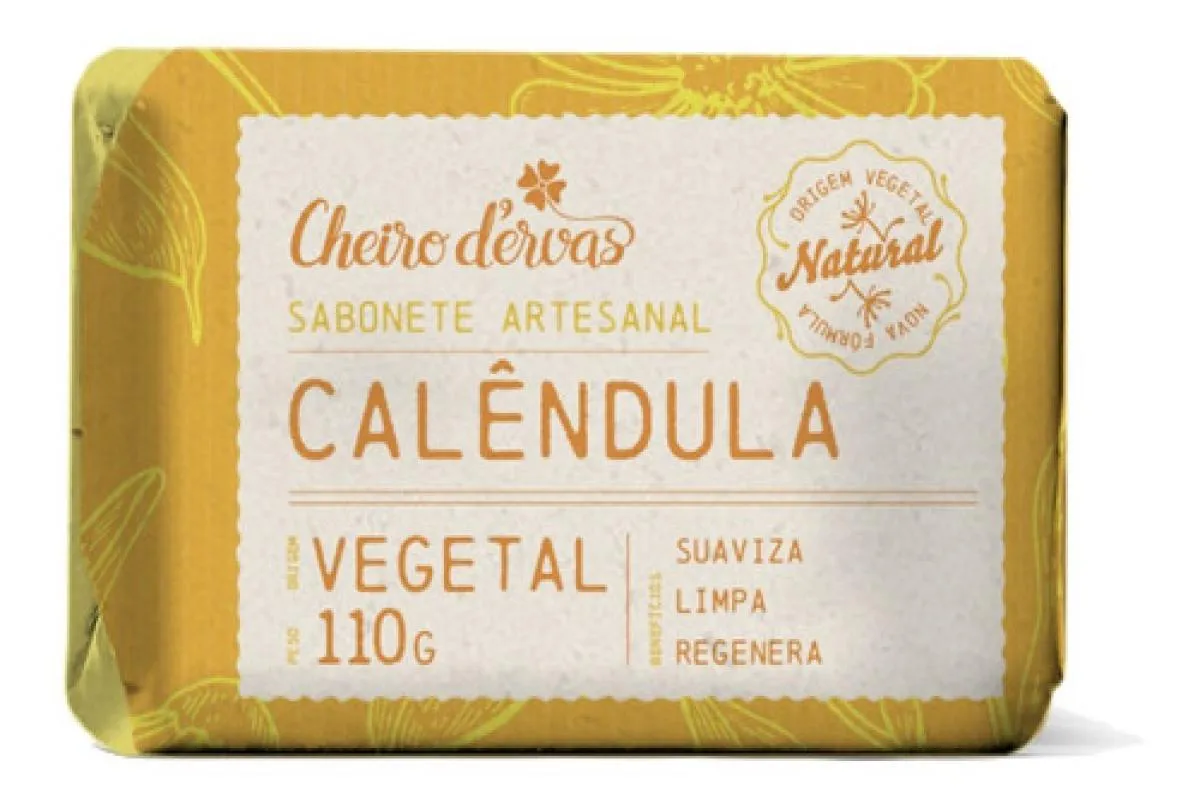 Cheiro d'ervas
SABONETE ARTESANAL
CALÊNDULA
ORIGEM VEGETAL
Natural
NOVA FÓRMULA
ORIGEM
VEGETAL
PESO
110G
BENEFÍCIOS
SUAVIZA
LIMPA
REGENERA